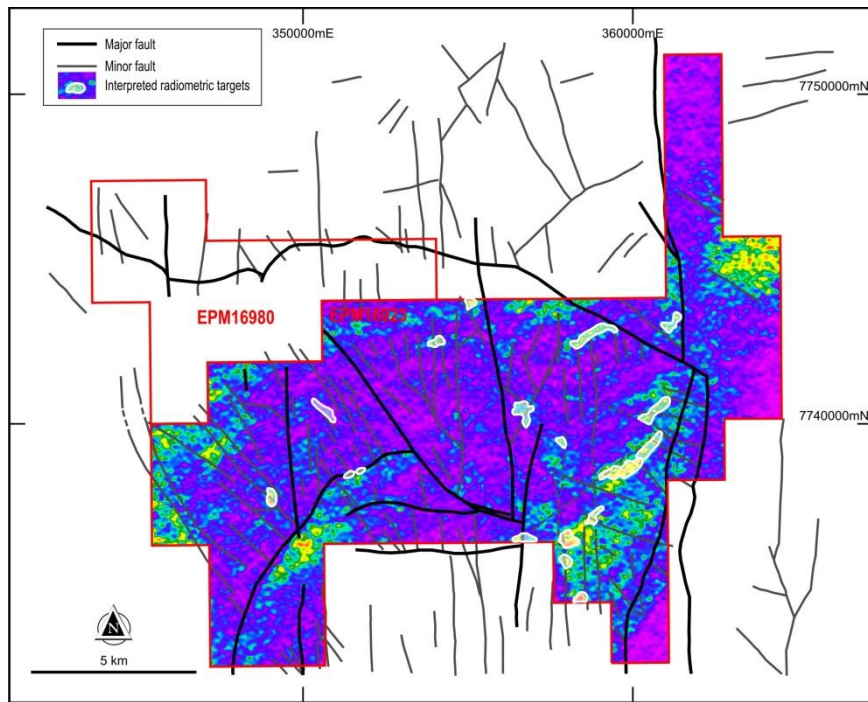 350000mE
360000mE
Major fault
Minor fault
Interpreted radiometric targets
7750000mN
EPM16980
7740000mN
N
5 km